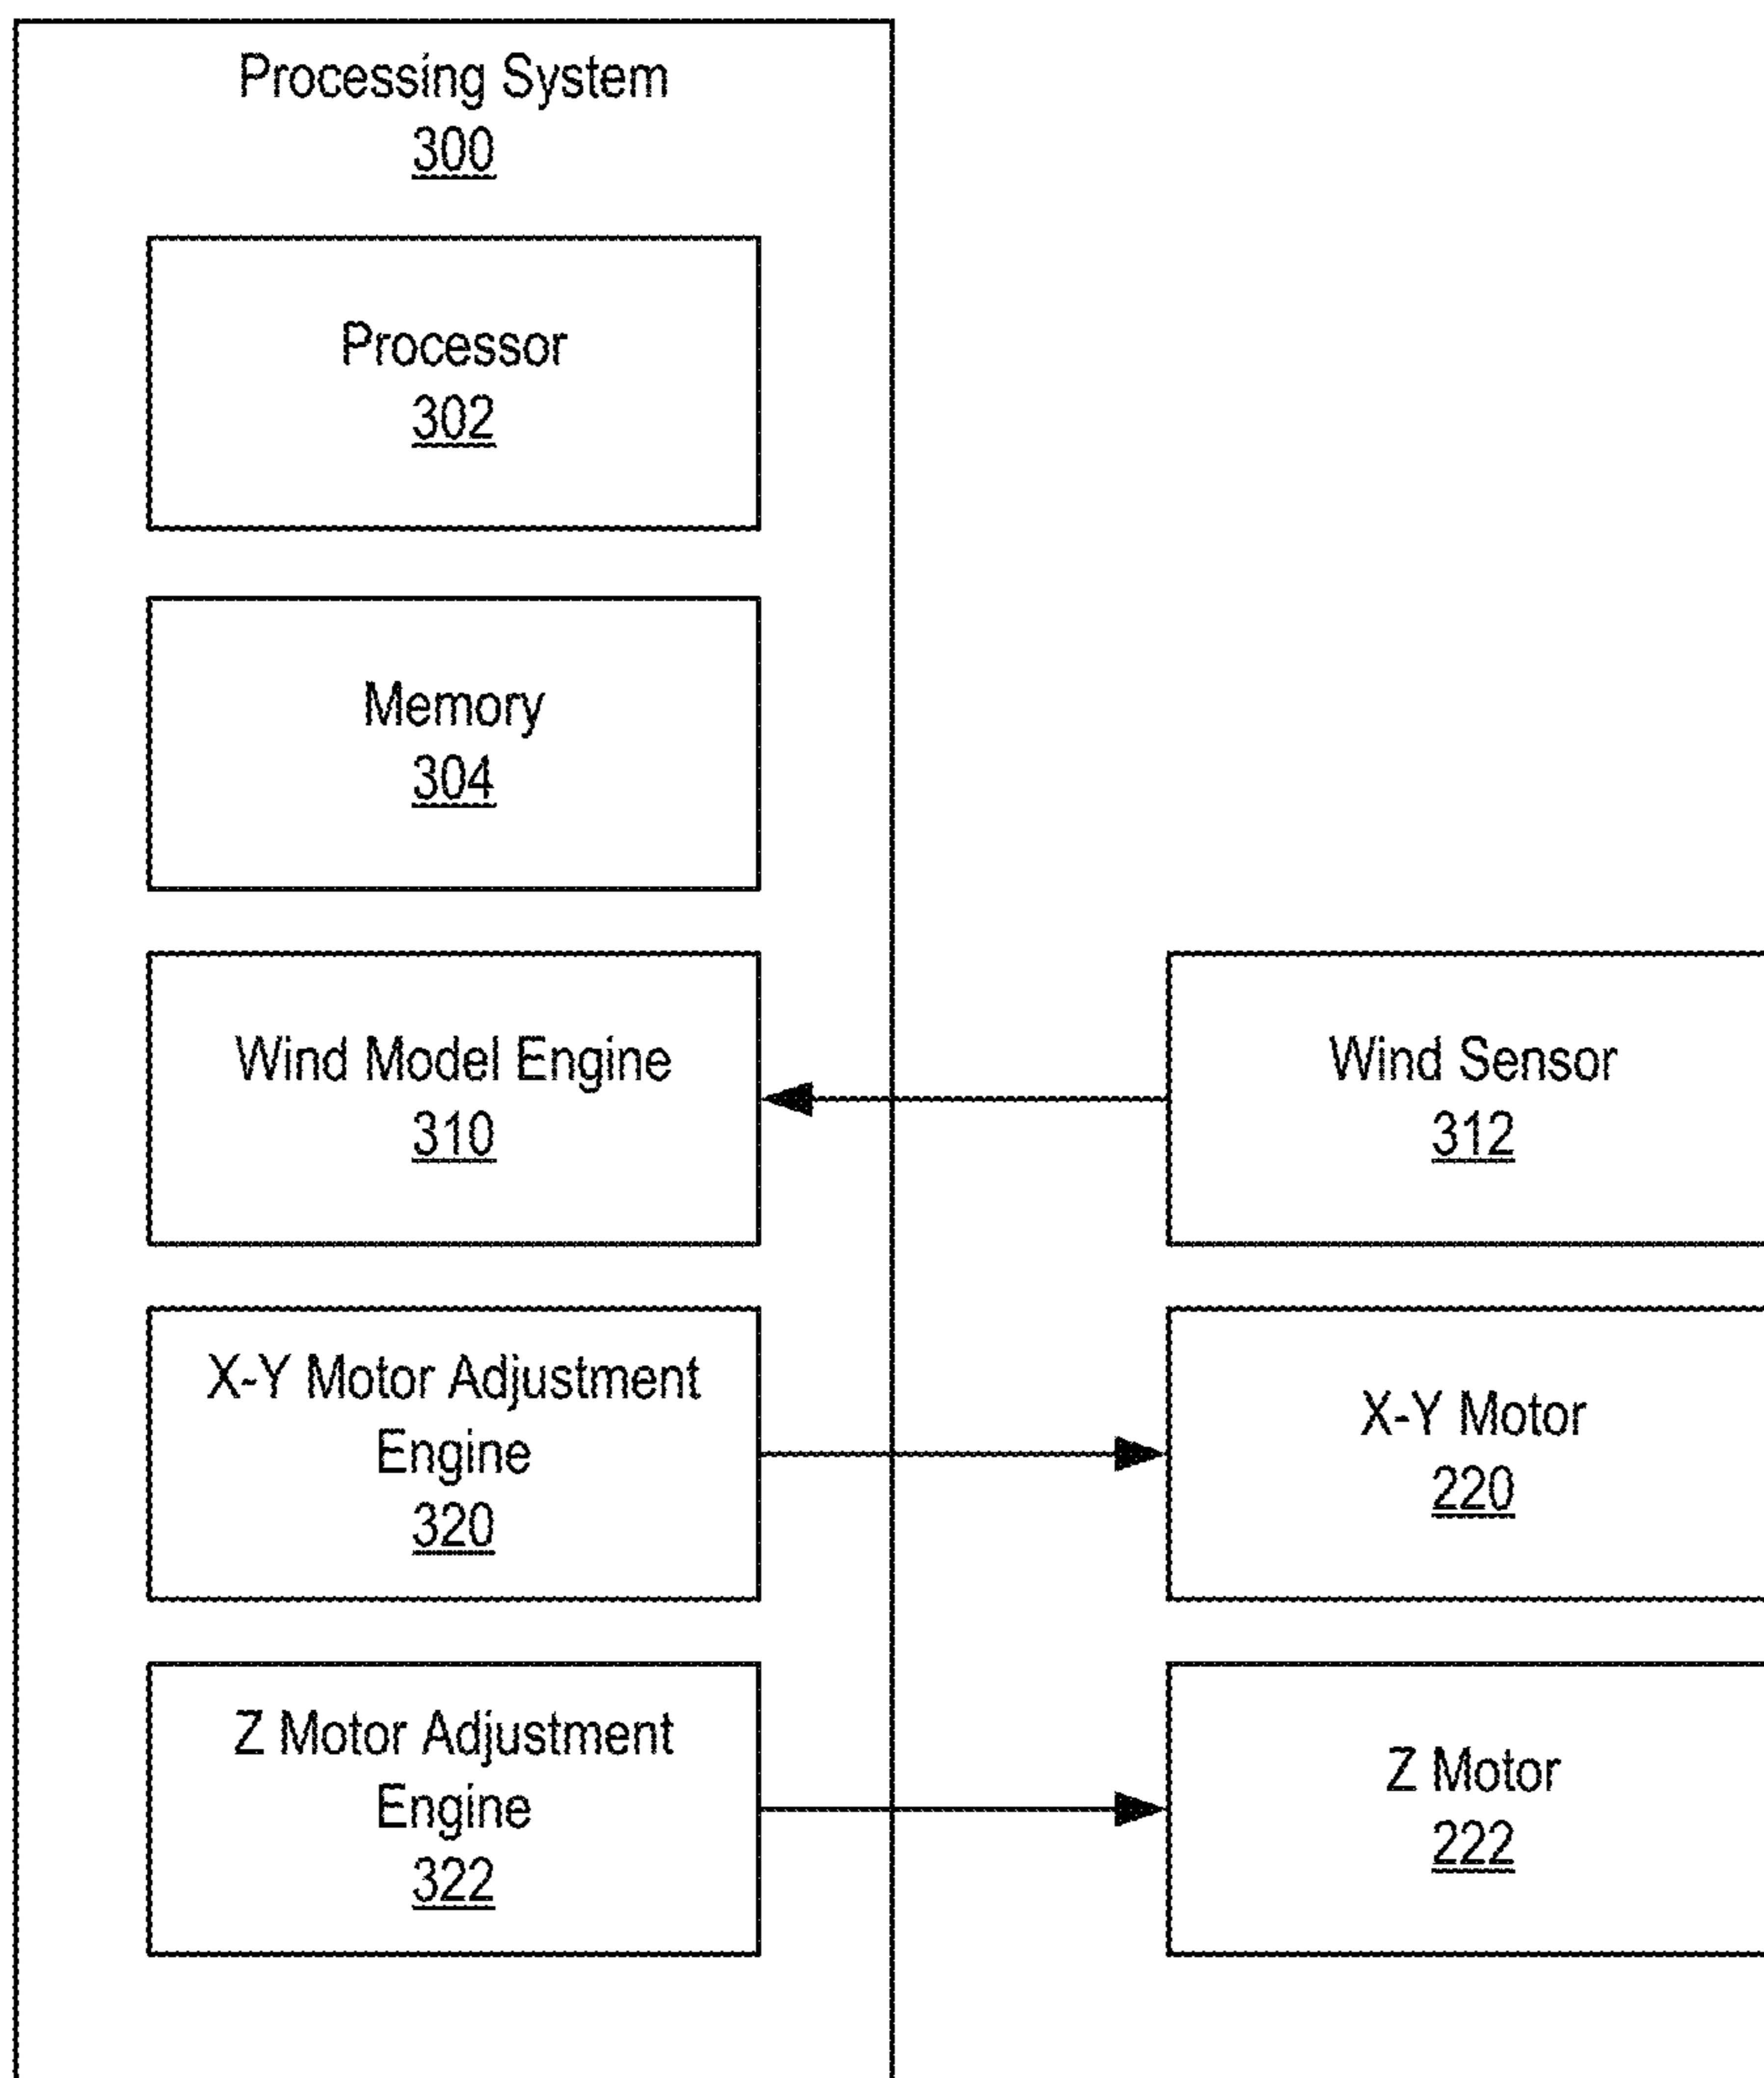 Processing System
300
Processor
302
Memory
304
Wind Model Engine
310
Wind Sensor
312
X-Y Motor Adjustment
Engine
320
X-Y Motor
220
Z Motor Adjustment
Engine
322
Z Motor
222